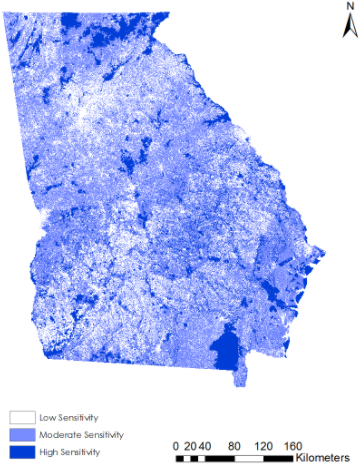 N
Low Sensitivity
Moderate Sensitivity
High Sensitivity
0 20 40 80 120 160
Kilometers